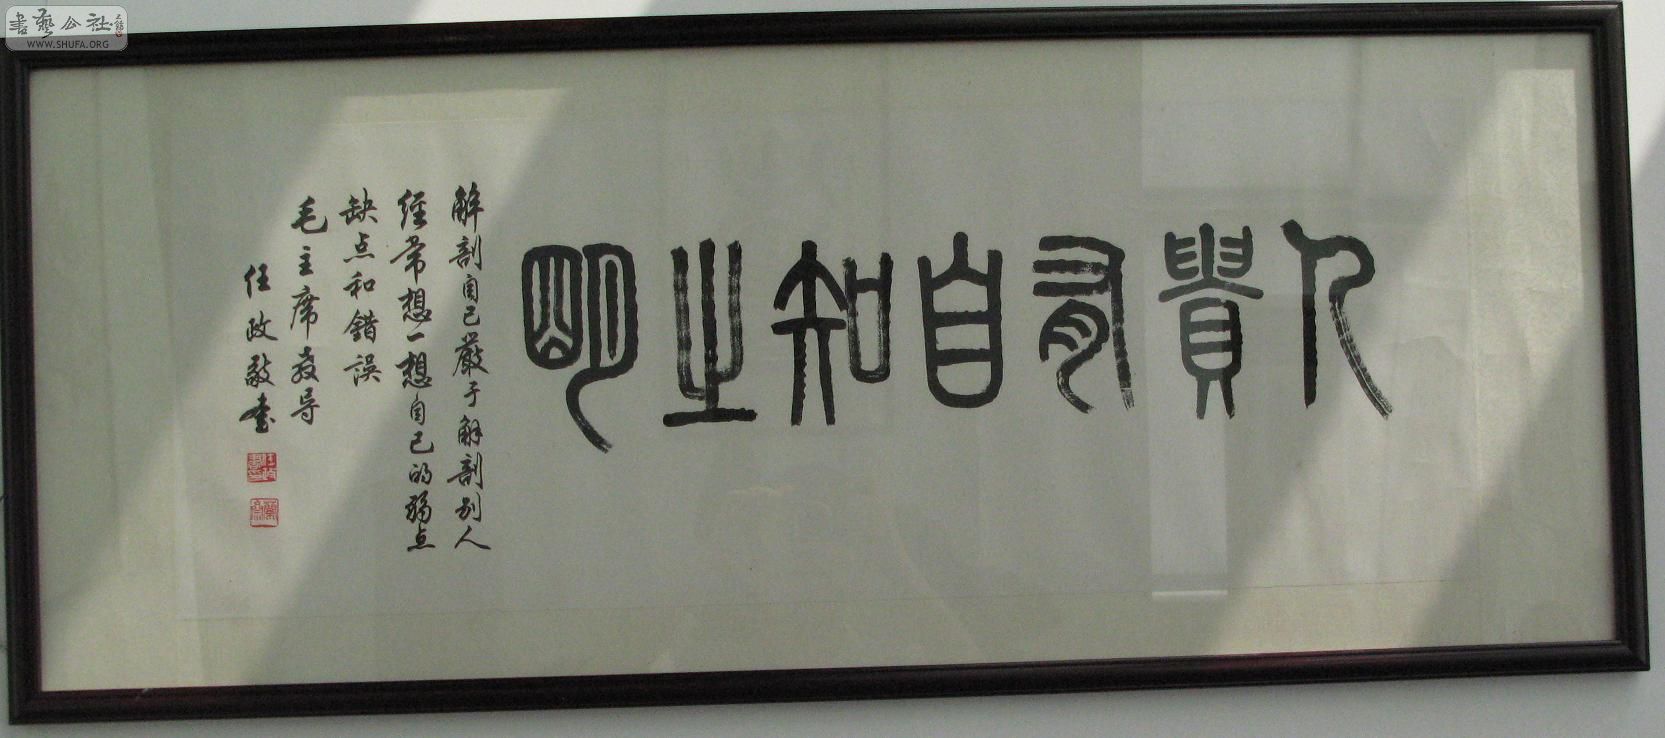 人貴有自知之明
解剖自己嚴于解剖别人
经常想一想自己的弱点
缺点和錯誤
毛主席教导
任政敬书
書藝公社
WWW.SHUFA.ORG